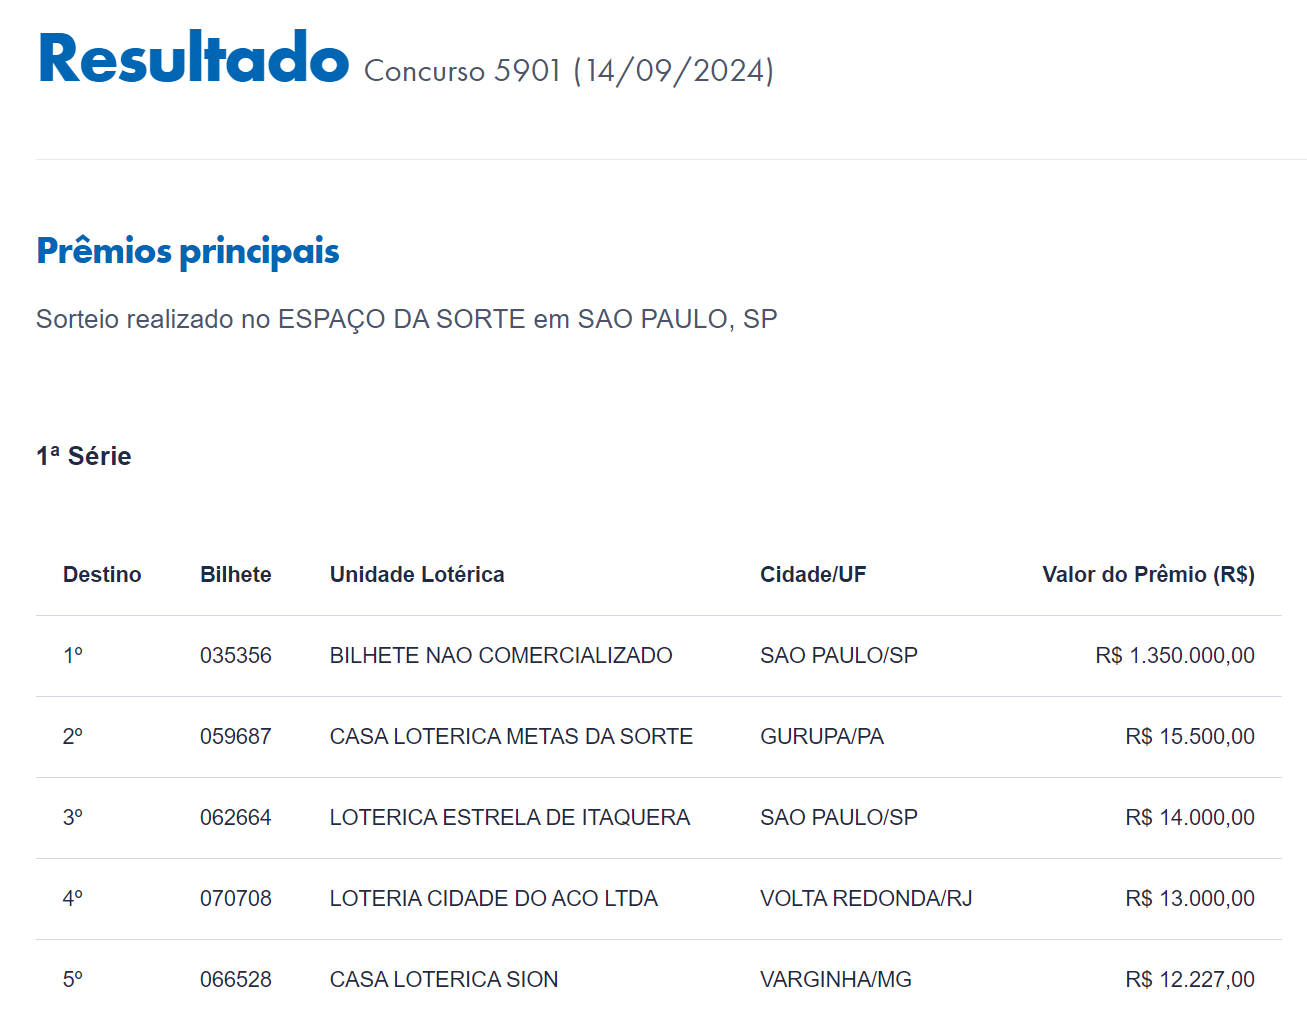 Resultado Concurso 5901 (14/09/2024)
Prêmios principais
Sorteio realizado no ESPAÇO DA SORTE em SAO PAULO, SP
1ª Série
Destino Bilhete Unidade Lotérica Cidade/UF Valor do Prêmio (R$)
1º 035356 BILHETE NAO COMERCIALIZADO SAO PAULO/SP R$ 1.350.000,00
2º 059687 CASA LOTERICA METAS DA SORTE GURUPA/PA R$ 15.500,00
3º 062664 LOTERICA ESTRELA DE ITAQUERA SAO PAULO/SP R$ 14.000,00
4º 070708 LOTERIA CIDADE DO ACO LTDA VOLTA REDONDA/RJ R$ 13.000,00
5º 066528 CASA LOTERICA SION VARGINHA/MG R$ 12.227,00